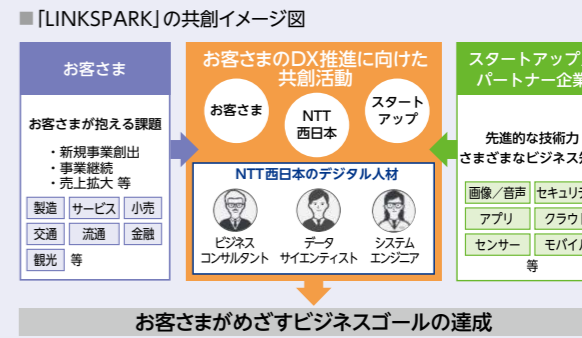 ■「LINKSPARK」の共創イメージ図
お客さま
お客さまが抱える課題
・新規事業創出
・事業継続
・売上拡大 等
製造 サービス 小売
交通 流通 金融
観光 等
お客さまのDX推進に向けた
共創活動
お客さま
NTT
西日本
スタート
アップ
NTT西日本のデジタル人材
ビジネス
コンサルタント
データ
サイエンティスト
システム
エンジニア
スタートアップ
パートナー企業
先進的な技術力
さまざまなビジネス
画像／音声 セキュリ
アプリ クラウ
センサー モバイル
等
お客さまがめざすビジネスゴールの達成